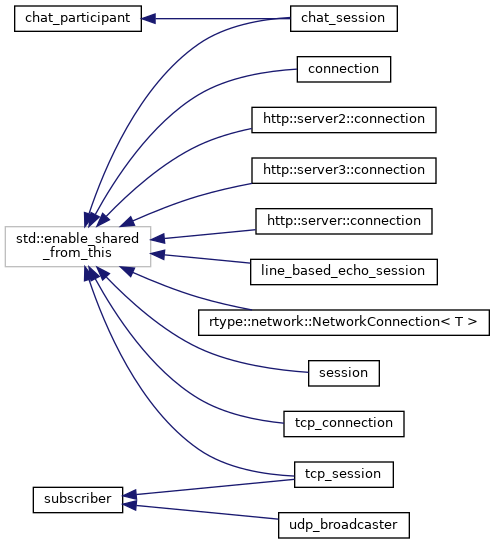 chat_participant
chat_session
connection
http::server2::connection
http::server3::connection
http::server::connection
std::enable_shared
_from_this
line_based_echo_session
rtype::network::NetworkConnection< T >
session
tcp_connection
tcp_session
subscriber
udp_broadcaster